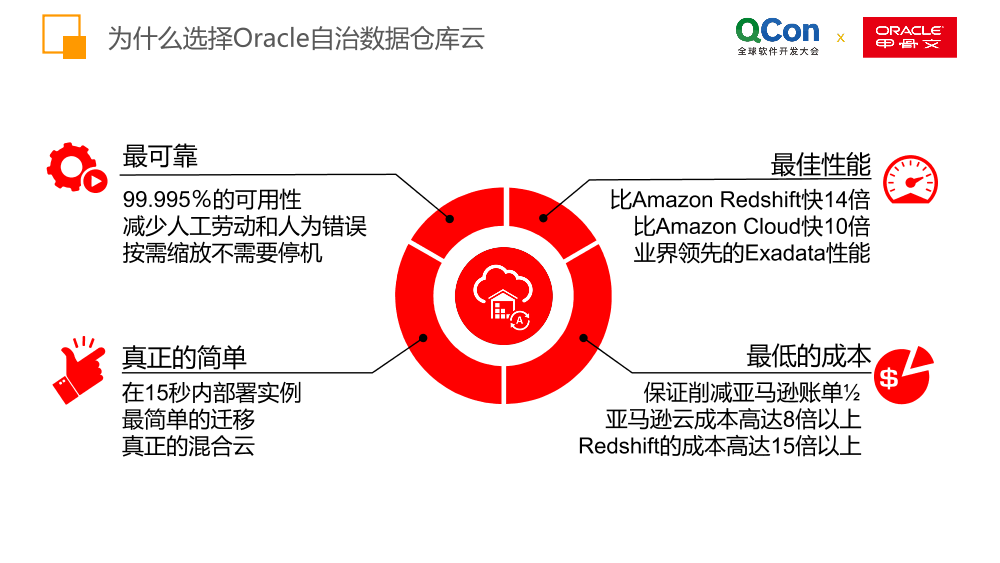 为什么选择Oracle自治数据仓库云
QCon
全球软件开发大会
x
ORACLE
甲骨文
最可靠
99.995%的可用性
减少人工劳动和人为错误
按需缩放不需要停机
最佳性能
比Amazon Redshift快14倍
比Amazon Cloud快10倍
业界领先的Exadata性能
A
真正的简单
在15秒内部署实例
最简单的迁移
真正的混合云
最低的成本
$
保证削减亚马逊账单½
亚马逊云成本高达8倍以上
Redshift的成本高达15倍以上